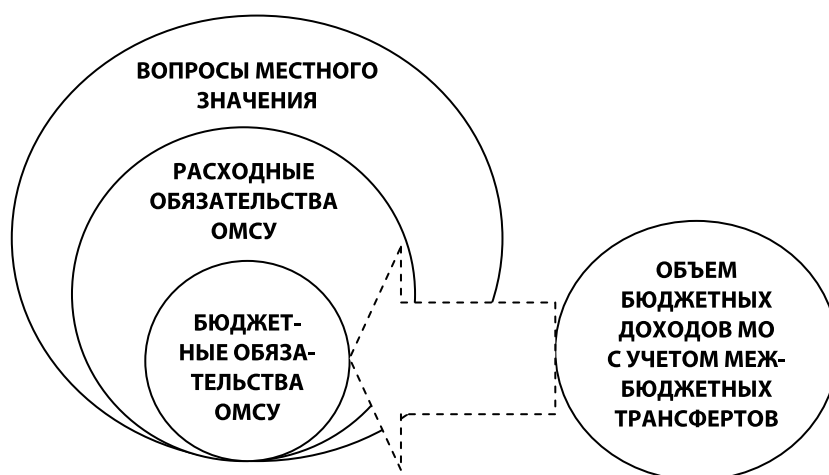 ВОПРОСЫ МЕСТНОГО
ЗНАЧЕНИЯ
РАСХОДНЫЕ
ОБЯЗАТЕЛЬСТВА
ОМСУ
БЮДЖЕТ-
НЫЕ ОБЯЗА-
ТЕЛЬСТВА
ОМСУ
ОБЪЕМ
БЮДЖЕТНЫХ
ДОХОДОВ МО
С УЧЕТОМ МЕЖ-
БЮДЖЕТНЫХ
ТРАНСФЕРТОВ